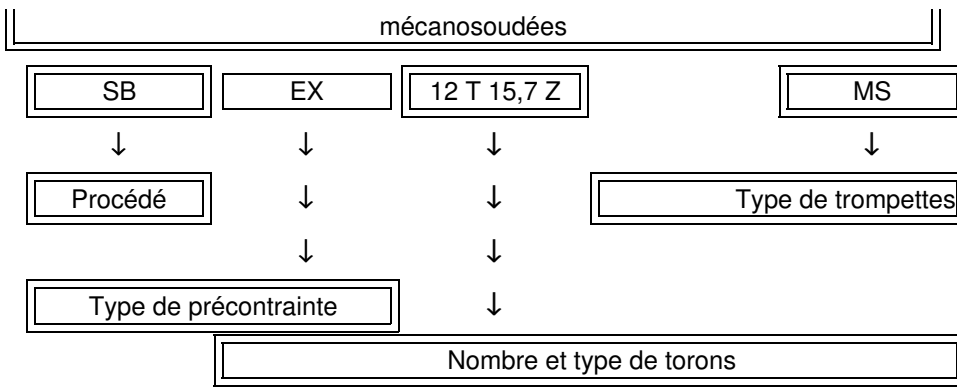 mécanosoudées
SB EX 12 T 15,7 Z MS
↓ ↓ ↓ ↓
Procédé ↓ ↓ Type de trompettes
↓ ↓
Type de précontrainte ↓
Nombre et type de torons